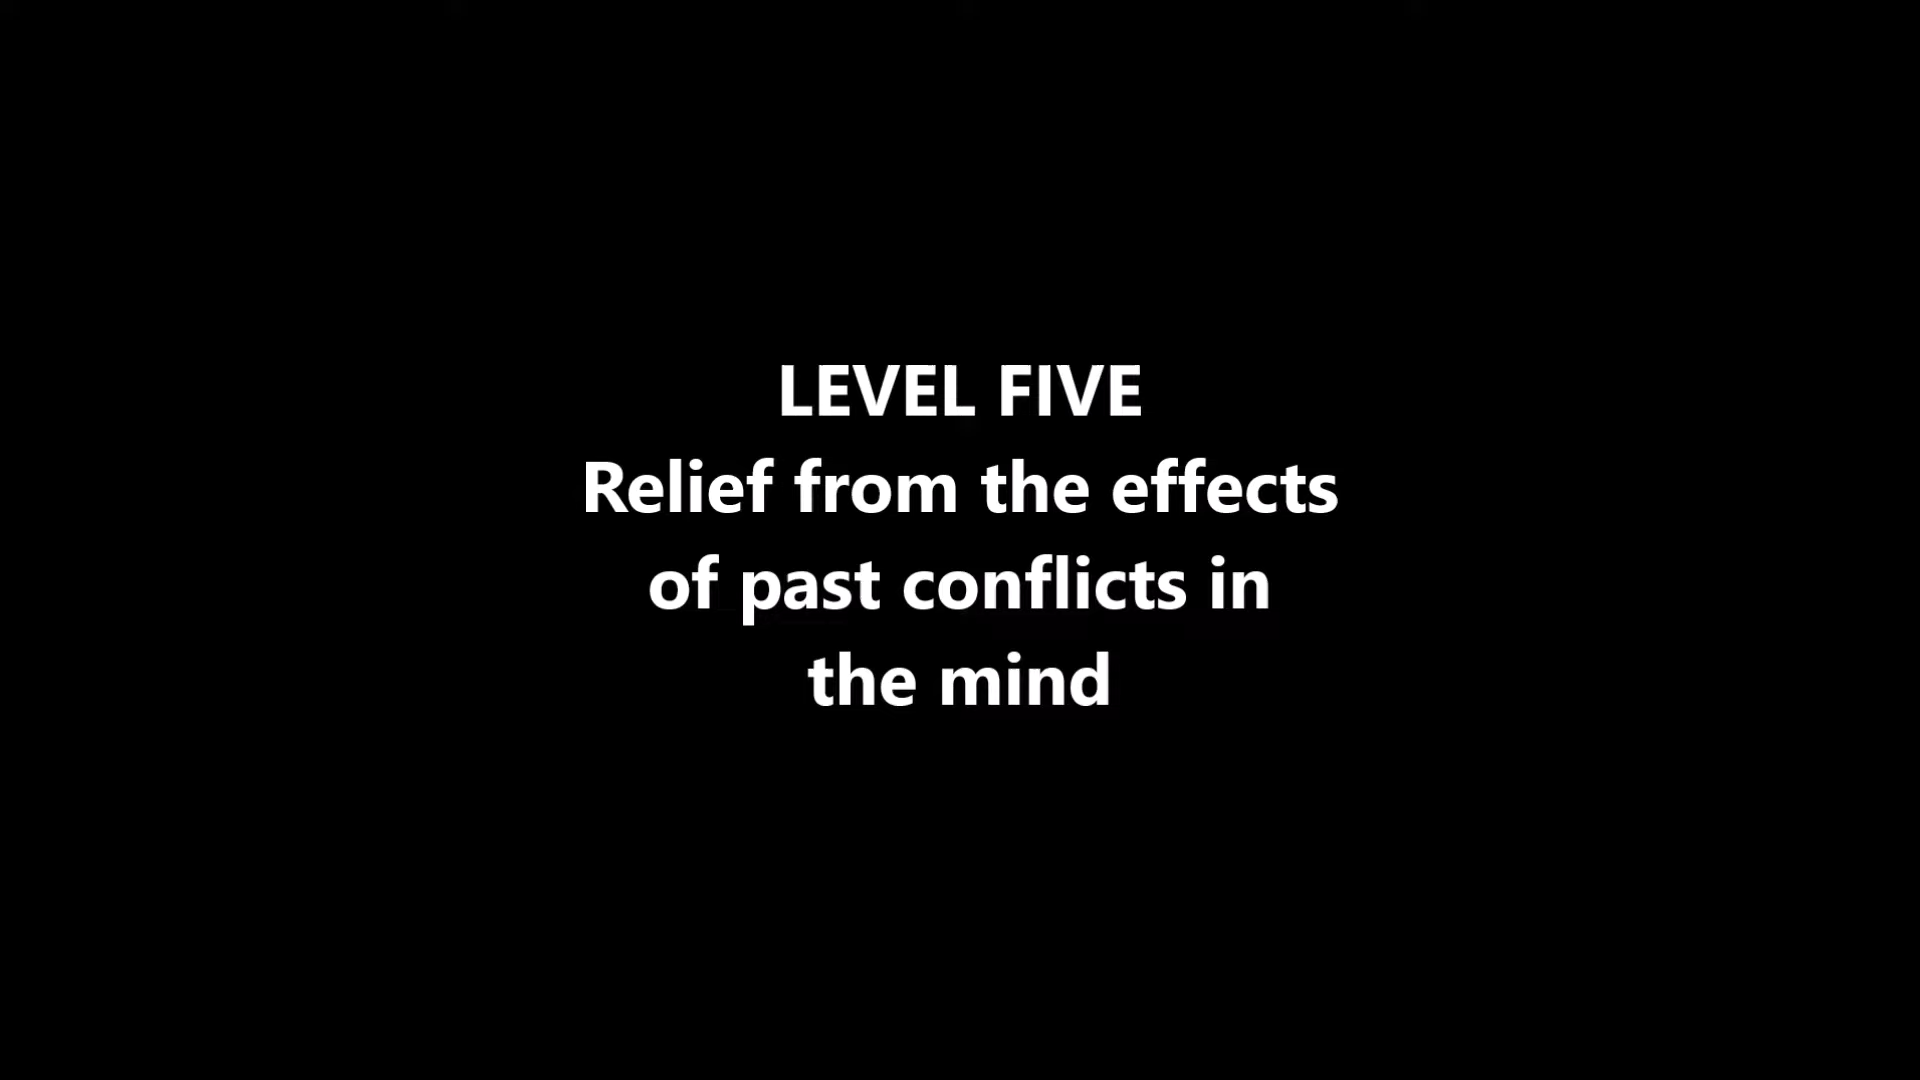 LEVEL FIVE
Relief from the effects
of past conflicts in
the mind